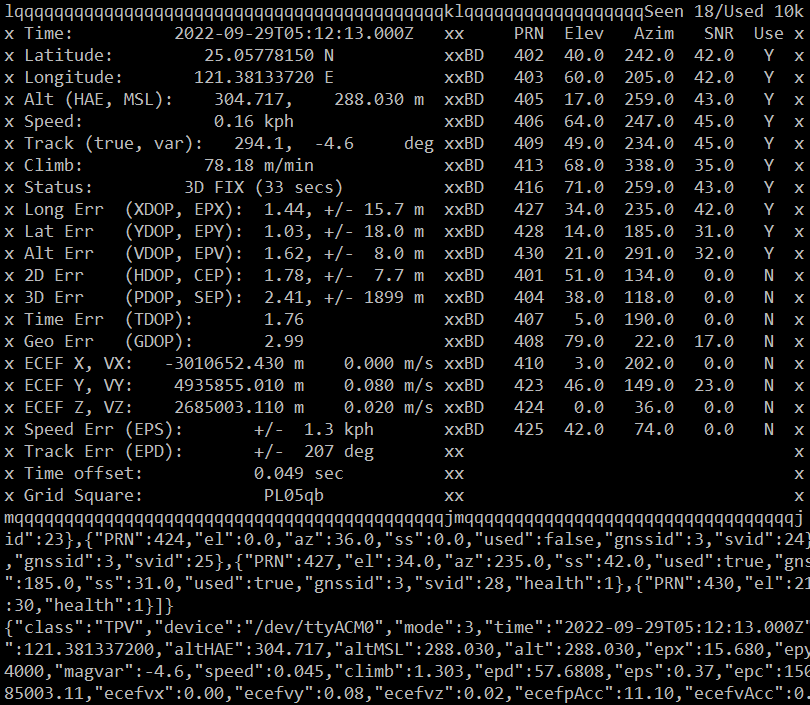 lqqqqqqqqqqqqqqqqqqqqqqqqqqqqqqqqqqqqqqqqqqqklqqqqqqqqqqqqqqqqqqSeen 18/Used 10k
x Time:          2022-09-29T05:12:13.000Z   xx     PRN  Elev   Azim   SNR  Use x
x Latitude:         25.05778150 N           xxBD   402  40.0  242.0  42.0   Y  x
x Longitude:       121.38133720 E           xxBD   403  60.0  205.0  42.0   Y  x
x Alt (HAE, MSL):    304.717,    288.030 m  xxBD   405  17.0  259.0  43.0   Y  x
x Speed:             0.16 kph               xxBD   406  64.0  247.0  45.0   Y  x
x Track (true, var):   294.1,  -4.6     deg xxBD   409  49.0  234.0  45.0   Y  x
x Climb:            78.18 m/min             xxBD   413  68.0  338.0  35.0   Y  x
x Status:         3D FIX (33 secs)          xxBD   416  71.0  259.0  43.0   Y  x
x Long Err  (XDOP, EPX):  1.44, +/- 15.7 m  xxBD   427  34.0  235.0  42.0   Y  x
x Lat Err   (YDOP, EPY):  1.03, +/- 18.0 m  xxBD   428  14.0  185.0  31.0   Y  x
x Alt Err   (VDOP, EPV):  1.62, +/-  8.0 m  xxBD   430  21.0  291.0  32.0   Y  x
x 2D Err    (HDOP, CEP):  1.78, +/-  7.7 m  xxBD   401  51.0  134.0   0.0   N  x
x 3D Err    (PDOP, SEP):  2.41, +/- 1899 m  xxBD   404  38.0  118.0   0.0   N  x
x Time Err  (TDOP):       1.76              xxBD   407   5.0  190.0   0.0   N  x
x Geo Err   (GDOP):       2.99              xxBD   408  79.0   22.0  17.0   N  x
x ECEF X, VX:   -3010652.430 m    0.000 m/s xxBD   410   3.0  202.0   0.0   N  x
x ECEF Y, VY:    4935855.010 m    0.080 m/s xxBD   423  46.0  149.0  23.0   N  x
x ECEF Z, VZ:    2685003.110 m    0.020 m/s xxBD   424   0.0   36.0   0.0   N  x
x Speed Err (EPS):       +/-  1.3 kph       xxBD   425  42.0   74.0   0.0   N  x
x Track Err (EPD):       +/-  207 deg       xx                                 x
x Time offset:           0.049 sec          xx                                 x
x Grid Square:            PL05qb            xx                                 x
mqqqqqqqqqqqqqqqqqqqqqqqqqqqqqqqqqqqqqqqqqqqjmqqqqqqqqqqqqqqqqqqqqqqqqqqqqqqqqqj
id":23},{"PRN":424,"el":0.0,"az":36.0,"ss":0.0,"used":false,"gnssid":3,"svid":24}
,"gnssid":3,"svid":25},{"PRN":427,"el":34.0,"az":235.0,"ss":42.0,"used":true,"gns
":185.0,"ss":31.0,"used":true,"gnssid":3,"svid":28,"health":1},{"PRN":430,"el":21
:30,"health":1}]}
{"class":"TPV","device":"/dev/ttyACM0","mode":3,"time":"2022-09-29T05:12:13.000Z"
":121.381337200,"altHAE":304.717,"altMSL":288.030,"alt":288.030,"epx":15.680,"epy
4000,"magvar":-4.6,"speed":0.045,"climb":1.303,"epd":57.6808,"eps":0.37,"epc":150
85003.11,"ecefvx":0.00,"ecefvy":0.08,"ecefvz":0.02,"ecefpAcc":11.10,"ecefvAcc":0.